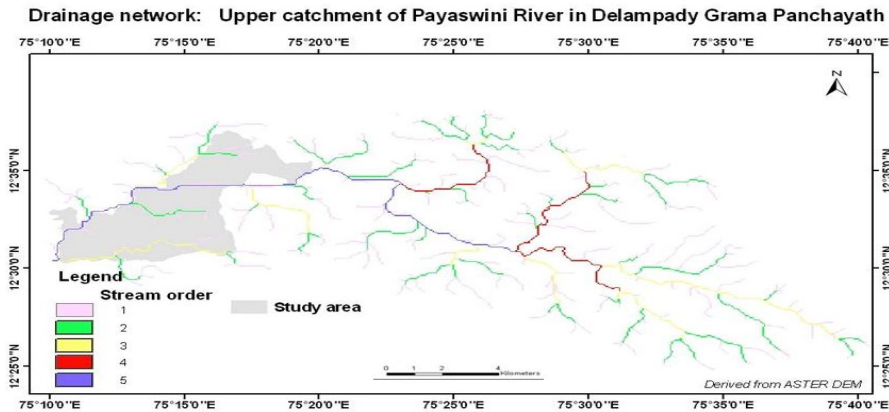 Drainage network: Upper catchment of Payaswini River in Delampady Grama Panchayath
75°10'0"E 75°15'0"E 75°20'0"E 75°25'0"E 75°30'0"E 75°35'0"E 75°40'0"E
N
12°35'0"N 12°35'0"N
12°30'0"N 12°30'0"N
12°25'0"N 12°25'0"N
Legend
Stream order
1
2
3
4
5
Study area
0 1 2 4
Kilometers
Derived from ASTER DEM
75°10'0"E 75°15'0"E 75°20'0"E 75°25'0"E 75°30'0"E 75°35'0"E 75°40'0"E